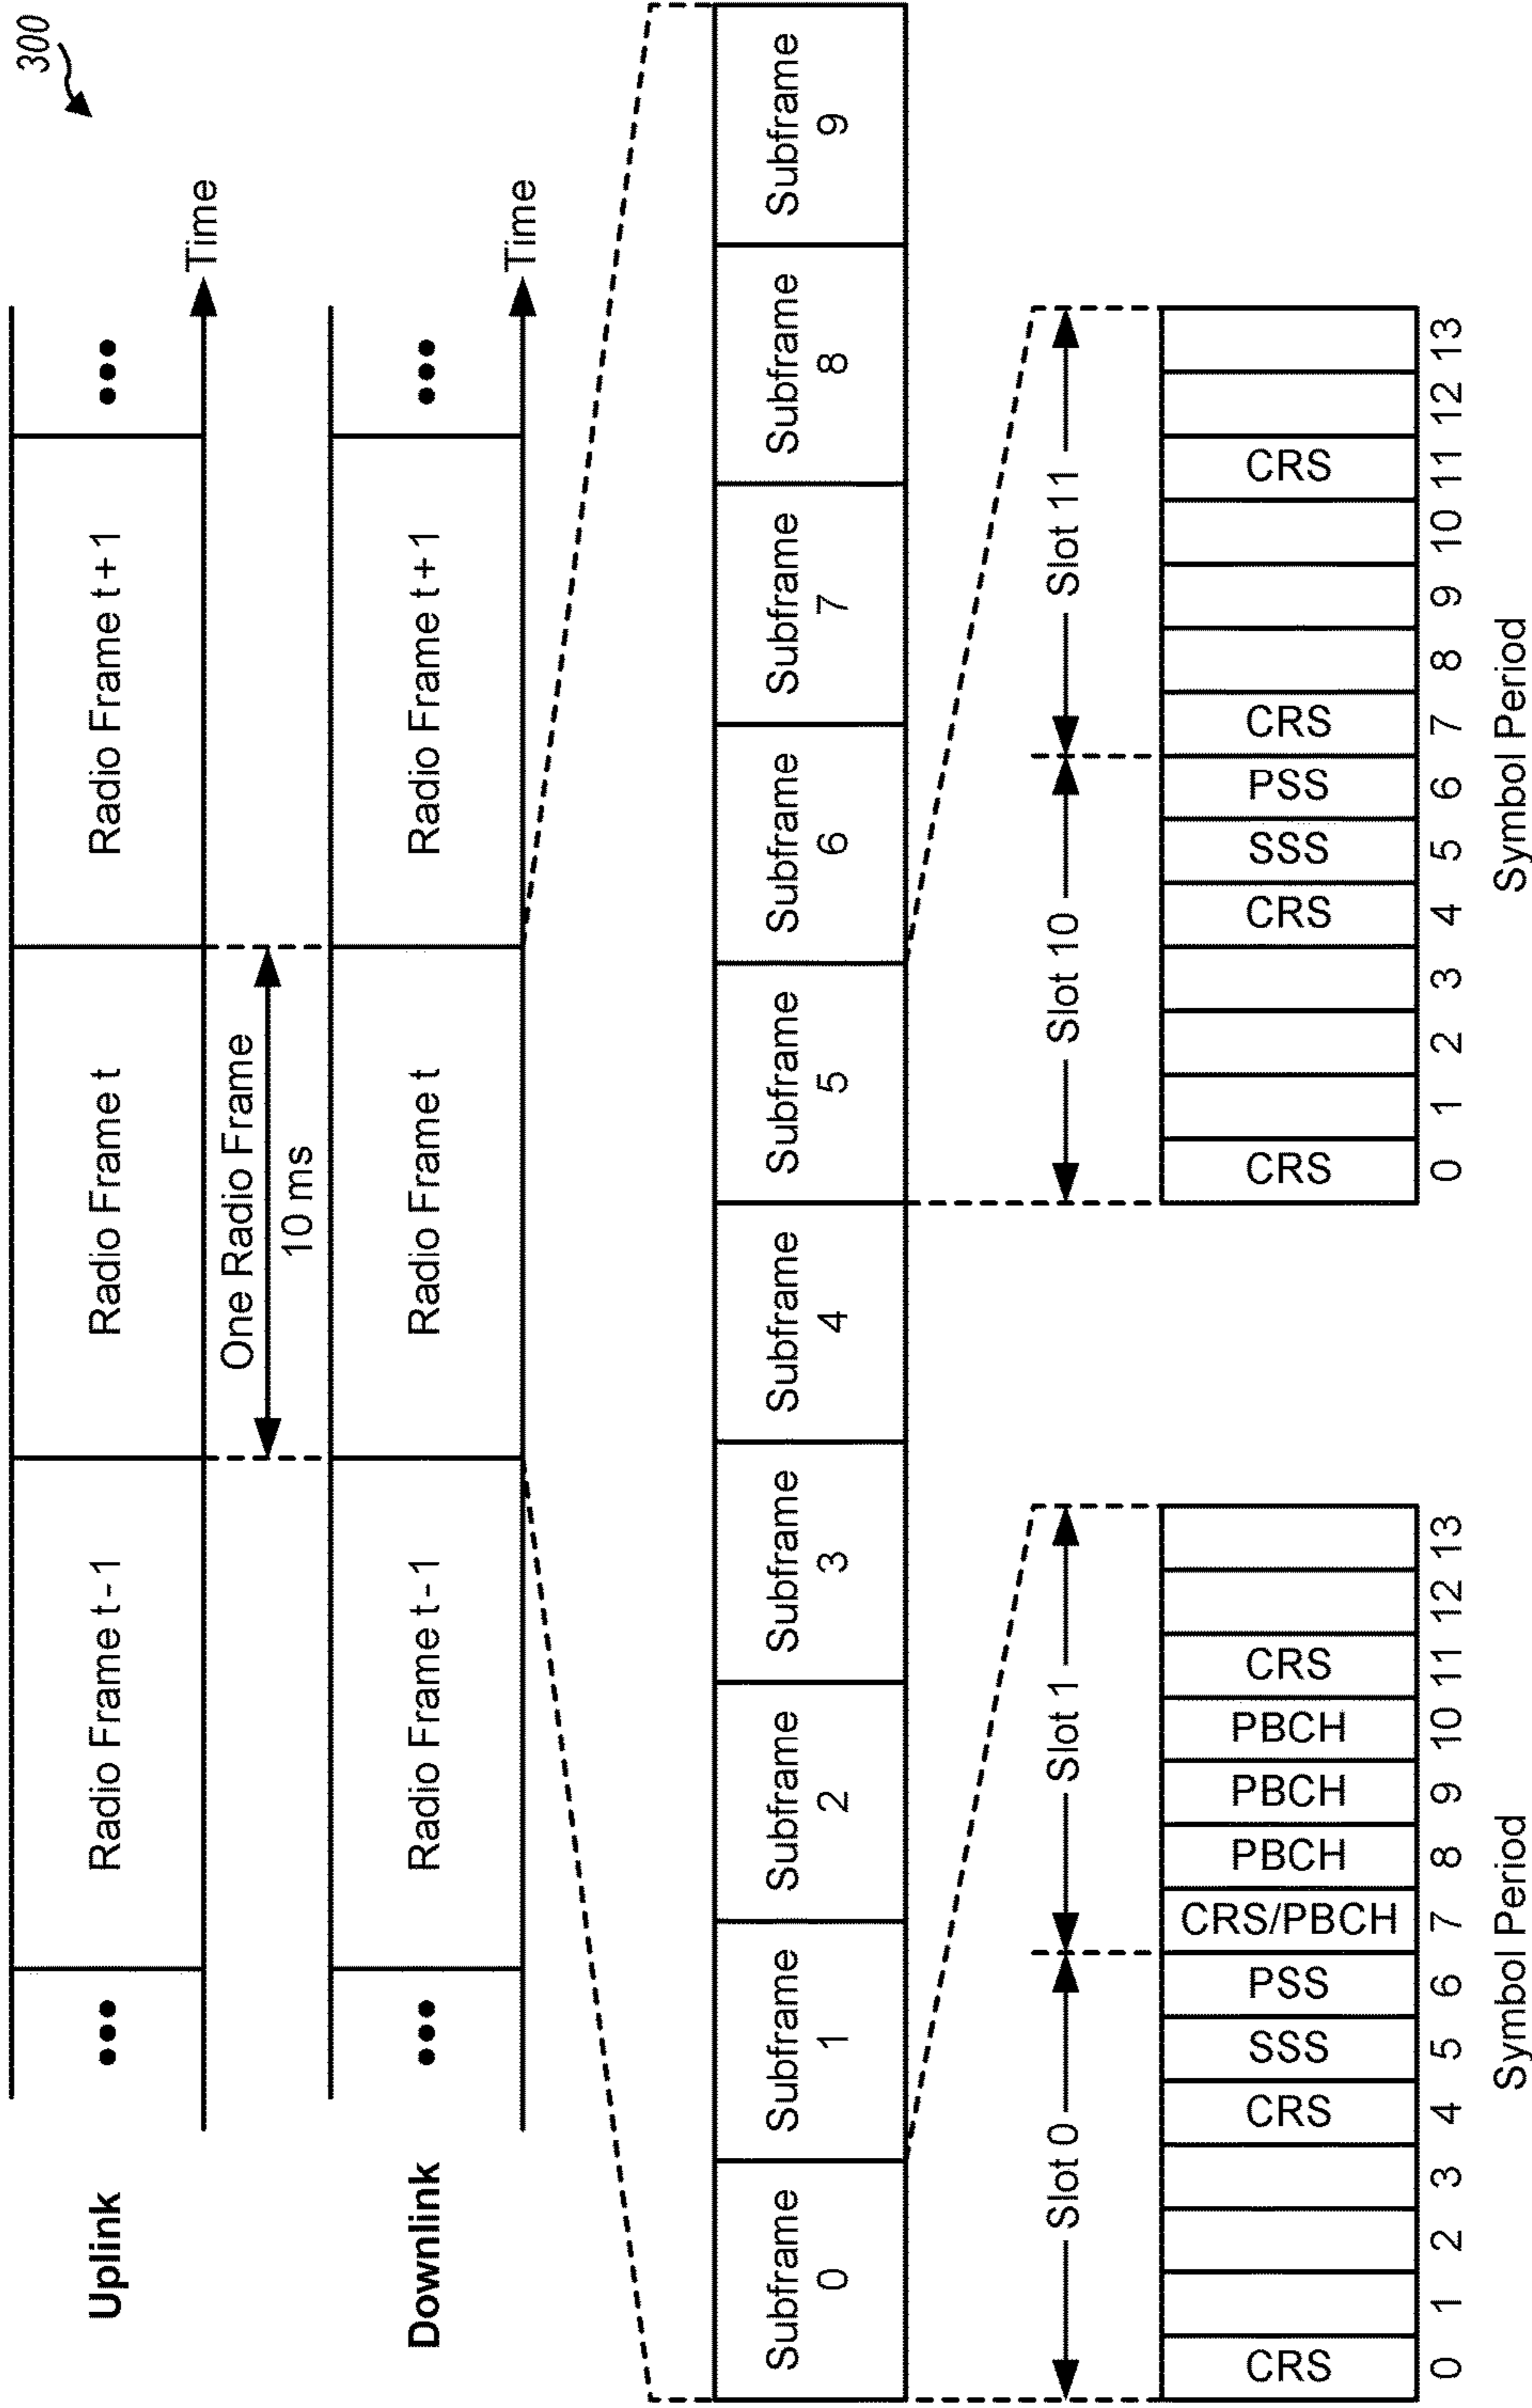 300
Uplink
Radio Frame t-1
Radio Frame t
Radio Frame t+1
Time
One Radio Frame
10 ms
Downlink
Radio Frame t-1
Radio Frame t
Radio Frame t+1
Time
Subframe
0
Subframe
1
Subframe
2
Subframe
3
Subframe
4
Subframe
5
Subframe
6
Subframe
7
Subframe
8
Subframe
9
Slot 0
Slot 1
CRS
CRS
SSS
PSS
CRS/PBCH
PBCH
PBCH
PBCH
CRS
0 1 2 3 4 5 6 7 8 9 10 11 12 13
Symbol Period
Slot 10
Slot 11
CRS
CRS
SSS
PSS
CRS
CRS
0 1 2 3 4 5 6 7 8 9 10 11 12 13
Symbol Period